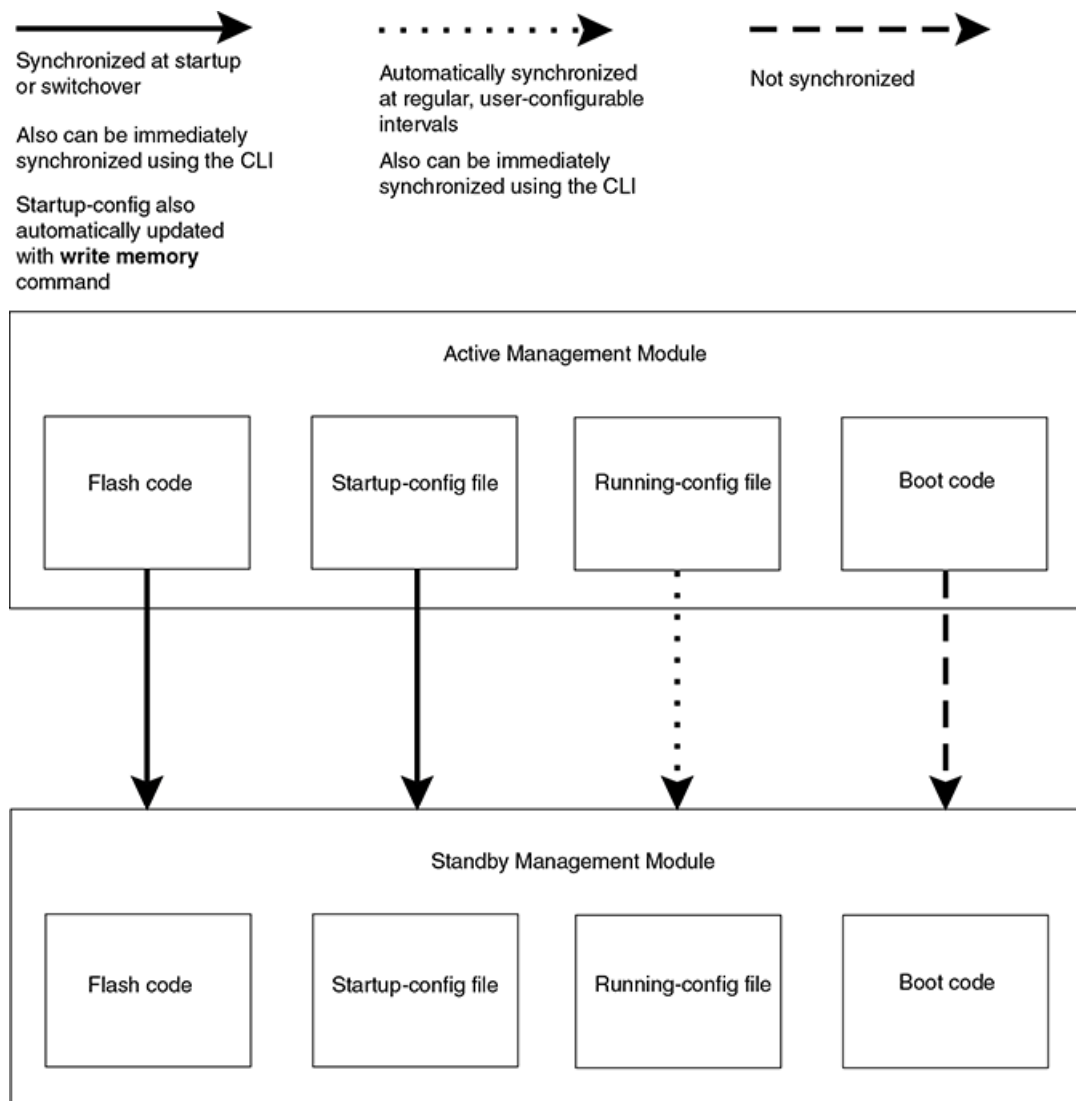 Synchronized at startup
or switchover
Also can be immediately
synchronized using the CLI
Startup-config also
automatically updated
with write memory
command
Automatically synchronized
at regular, user-configurable
intervals
Also can be immediately
synchronized using the CLI
Not synchronized
Active Management Module
Flash code
Startup-config file
Running-config file
Boot code
Standby Management Module
Flash code
Startup-config file
Running-config file
Boot code